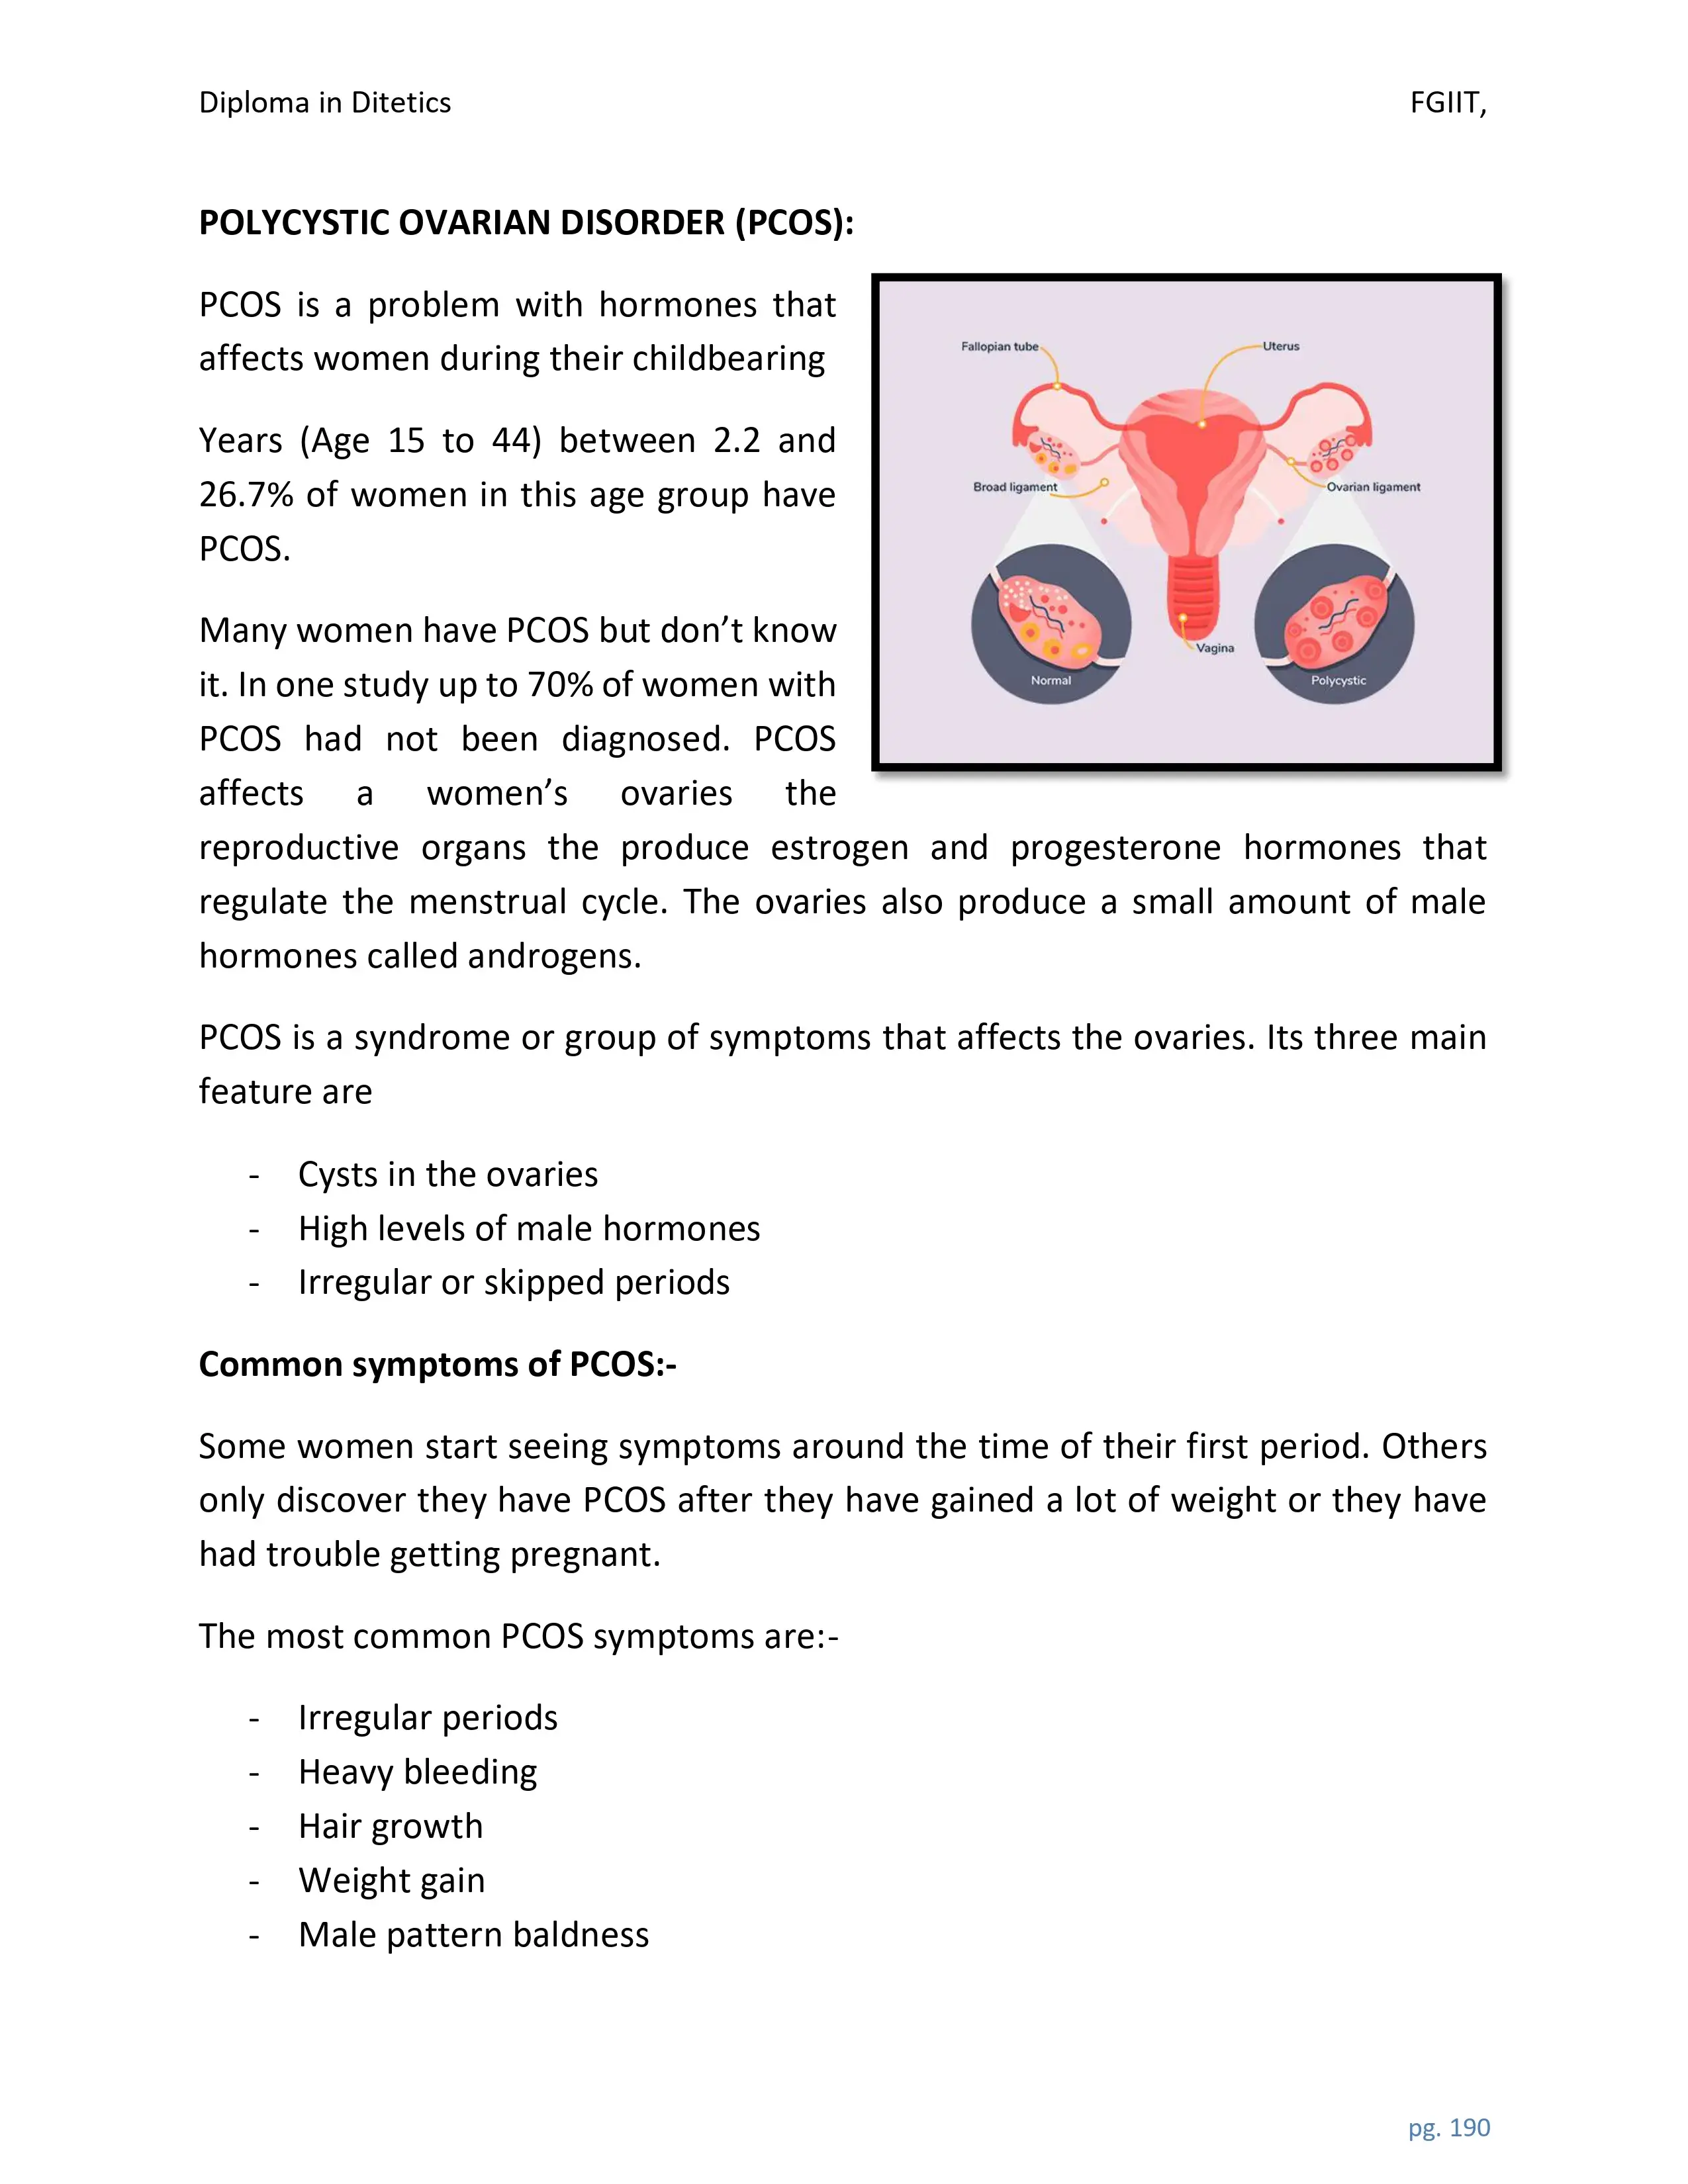 Diploma in Ditetics FGIIT,
POLYCYSTIC OVARIAN DISORDER (PCOS):
PCOS is a problem with hormones that
affects women during their childbearing
Years (Age 15 to 44) between 2.2 and
26.7% of women in this age group have
PCOS.
Many women have PCOS but don’t know
it. In one study up to 70% of women with
PCOS had not been diagnosed. PCOS
affects a women’s ovaries the
Fallopian tube
Uterus
Broad ligament
Ovarian ligament
Vagina
Normal
Polycystic
reproductive organs the produce estrogen and progesterone hormones that
regulate the menstrual cycle. The ovaries also produce a small amount of male
hormones called androgens.
PCOS is a syndrome or group of symptoms that affects the ovaries. Its three main
feature are
- Cysts in the ovaries
- High levels of male hormones
- Irregular or skipped periods
Common symptoms of PCOS:-
Some women start seeing symptoms around the time of their first period. Others
only discover they have PCOS after they have gained a lot of weight or they have
had trouble getting pregnant.
The most common PCOS symptoms are:-
- Irregular periods
- Heavy bleeding
- Hair growth
- Weight gain
- Male pattern baldness
pg. 190